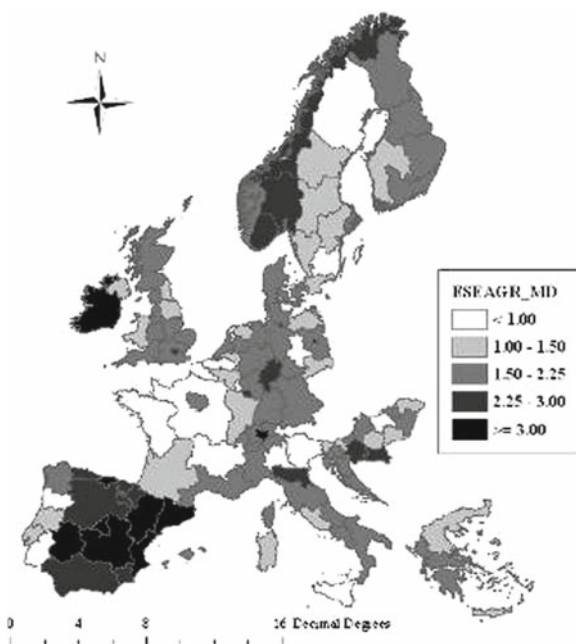 N
ESEAGR_MD
< 1.00
1.00 - 1.50
1.50 - 2.25
2.25 - 3.00
>= 3.00
0 4 8 16 Decimal Degrees